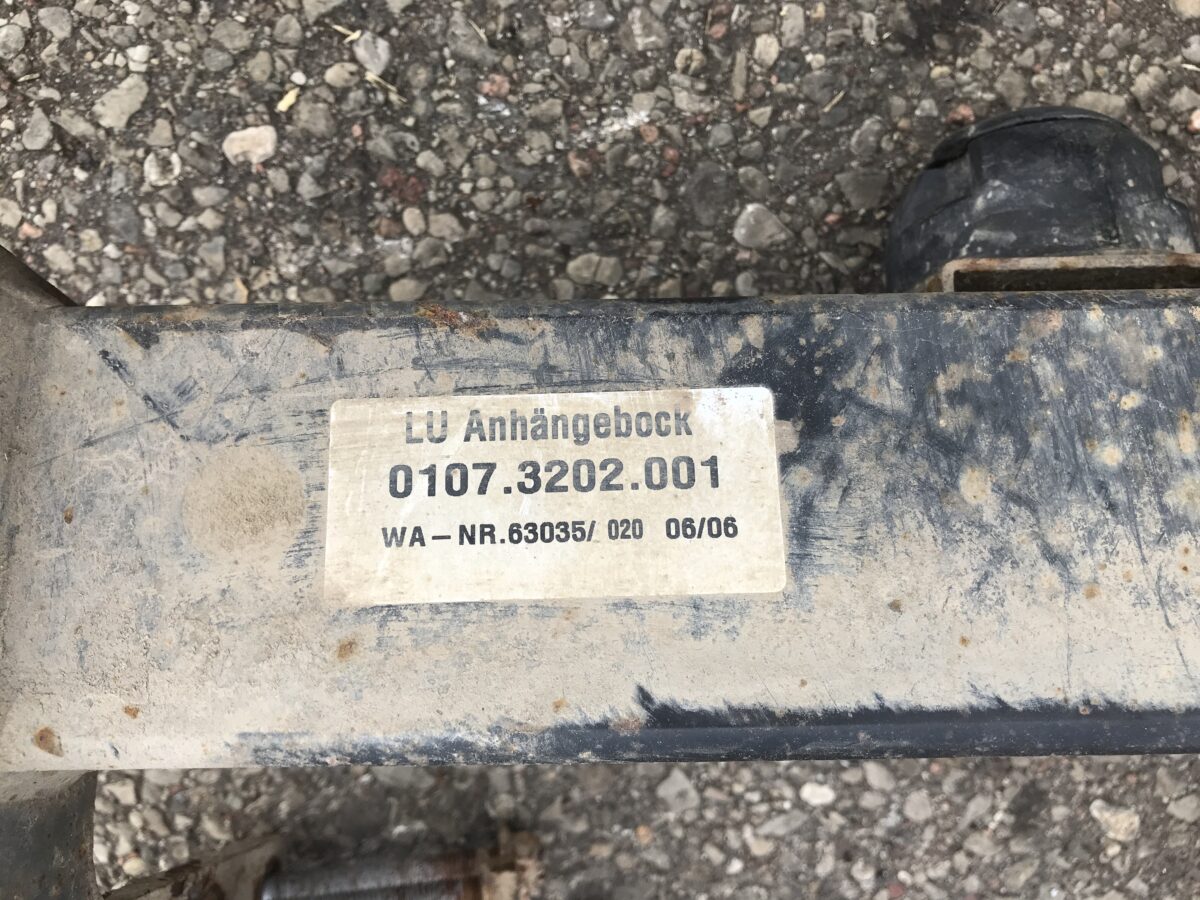 LU Anhängebock
0107.3202.001
WA-NR.63035/ 020 06/06